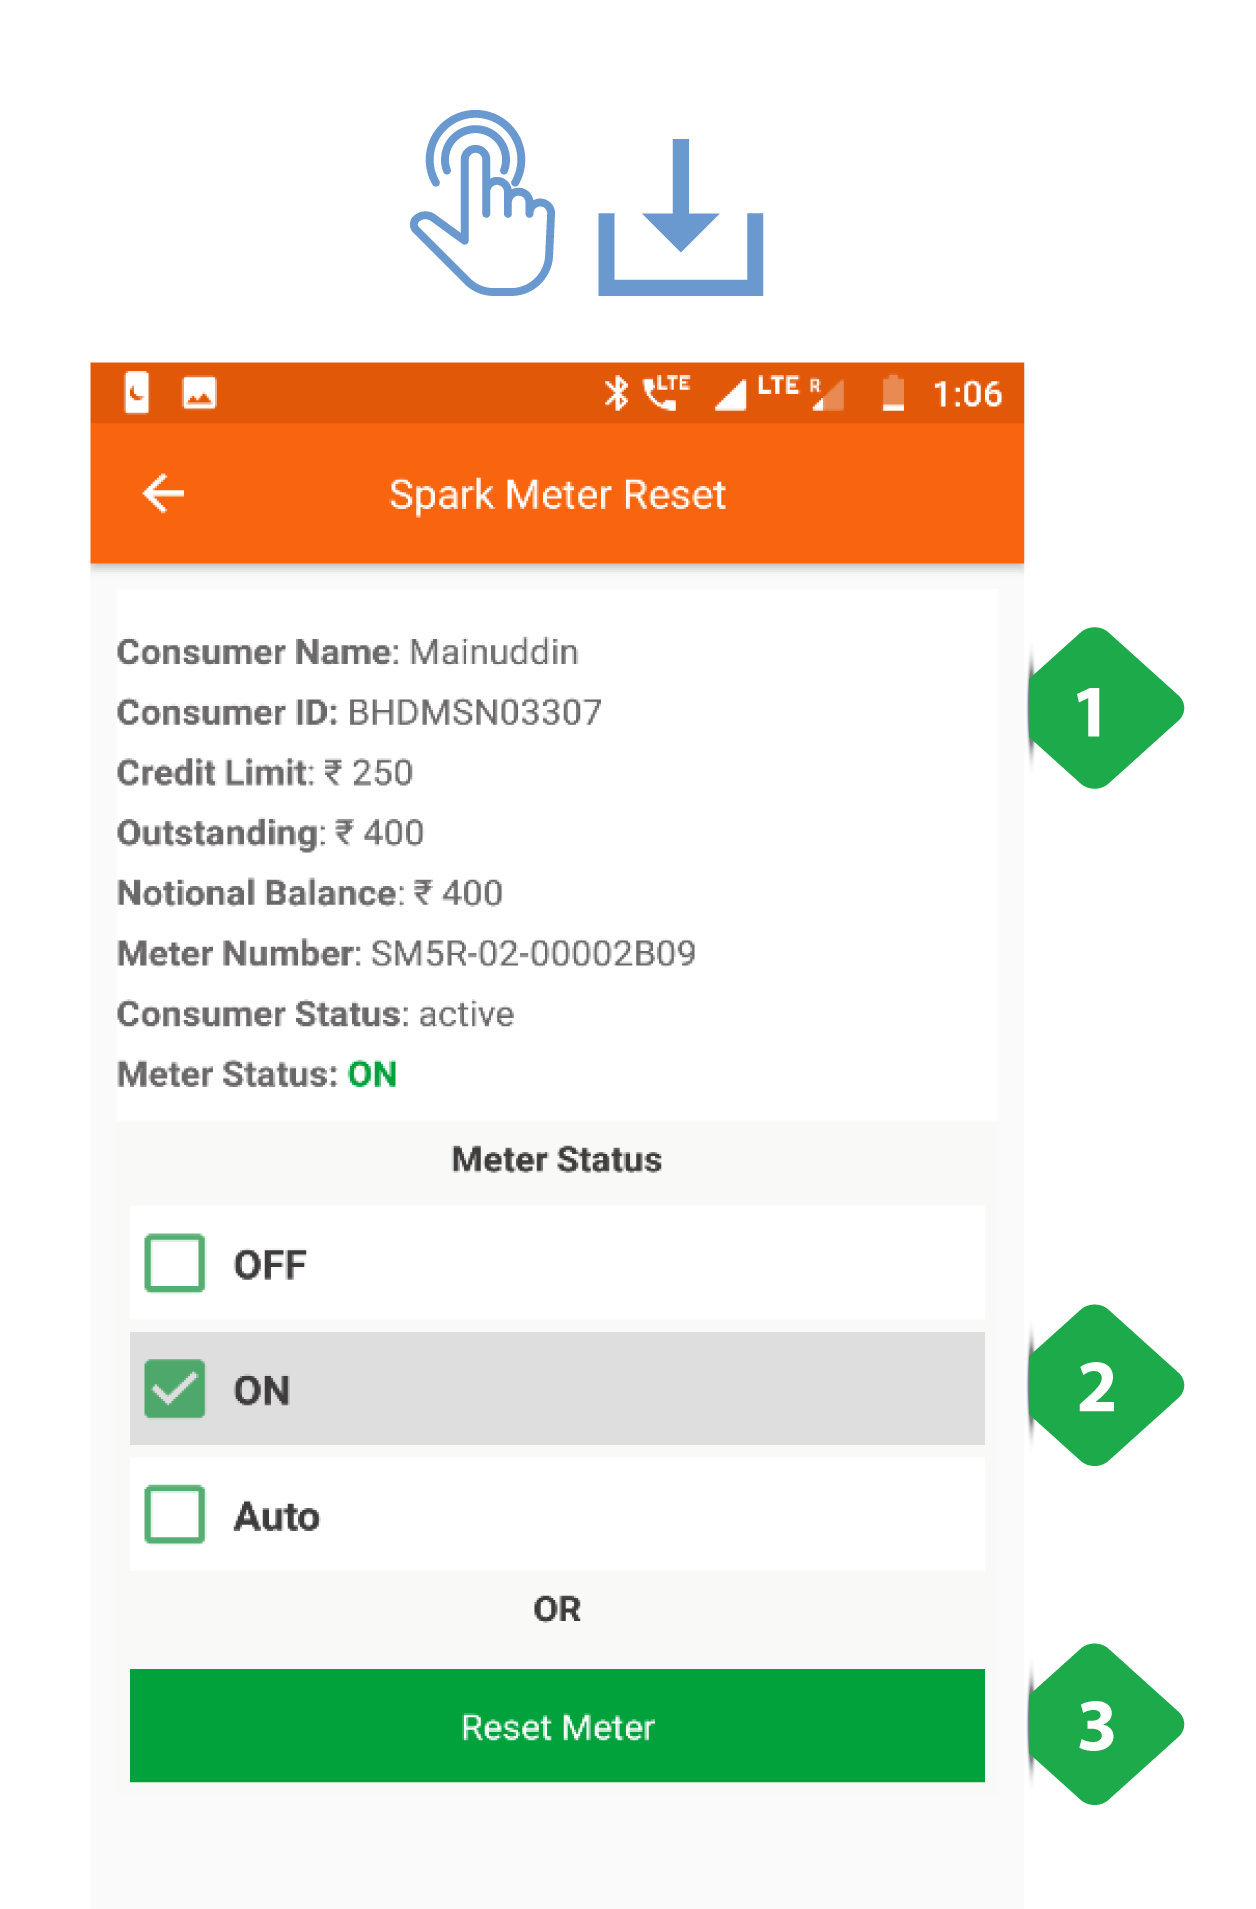 LTE LTE R 1:06
Spark Meter Reset
Consumer Name: Mainuddin
Consumer ID: BHDMSN03307
1
Credit Limit: ₹ 250
Outstanding: ₹ 400
Notional Balance: ₹ 400
Meter Number: SM5R-02-00002B09
Consumer Status: active
Meter Status: ON
Meter Status
OFF
ON
2
Auto
OR
Reset Meter
3